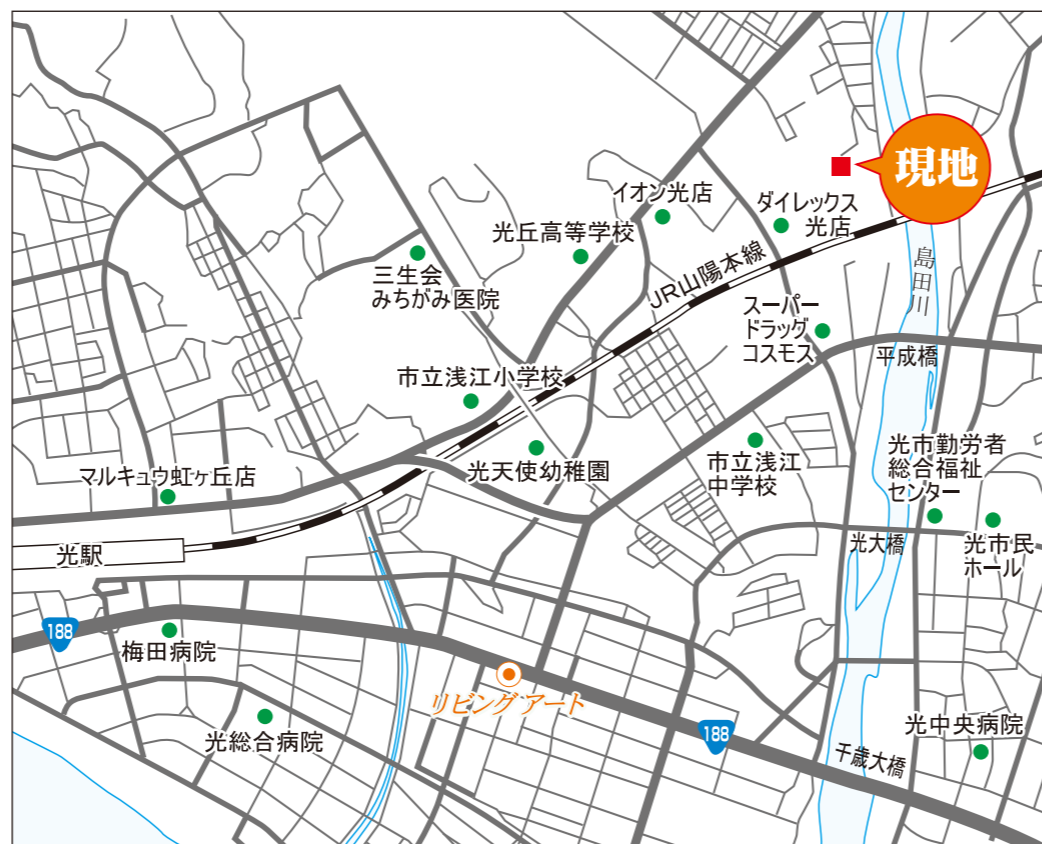 現地
イオン光店
ダイレックス
光店
光丘高等学校
三生会
みちがみ医院
JR山陽本線
島田川
スーパー
ドラッグ
コスモス
平成橋
市立浅江小学校
光天使幼稚園
市立浅江
中学校
光市勤労者
総合福祉
センター
マルキュウ虹ヶ丘店
光駅
光大橋
光市民
ホール
188
梅田病院
リビングアート
光総合病院
188
千歳大橋
光中央病院